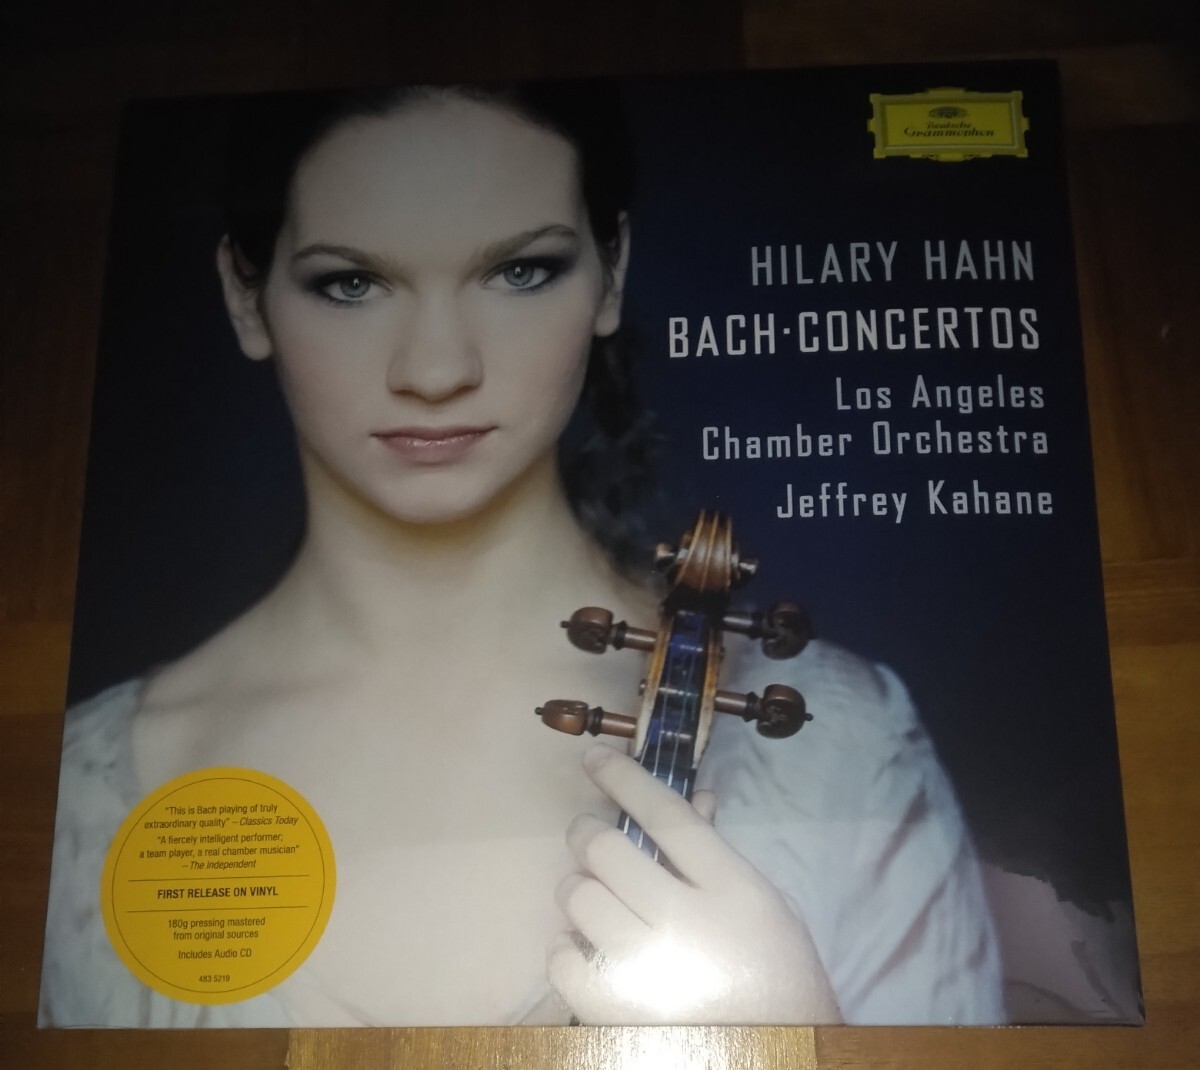 Deutsche
Grammophon
HILARY HAHN
BACH·CONCERTOS
Los Angeles
Chamber Orchestra
Jeffrey Kahane
"This is Bach playing of truly
extraordinary quality" – Classics Today
"A fiercely intelligent performer,
a team player, a real chamber musician"
– The Independent
FIRST RELEASE ON VINYL
180g pressing mastered
from original sources
Includes Audio CD
483 5219